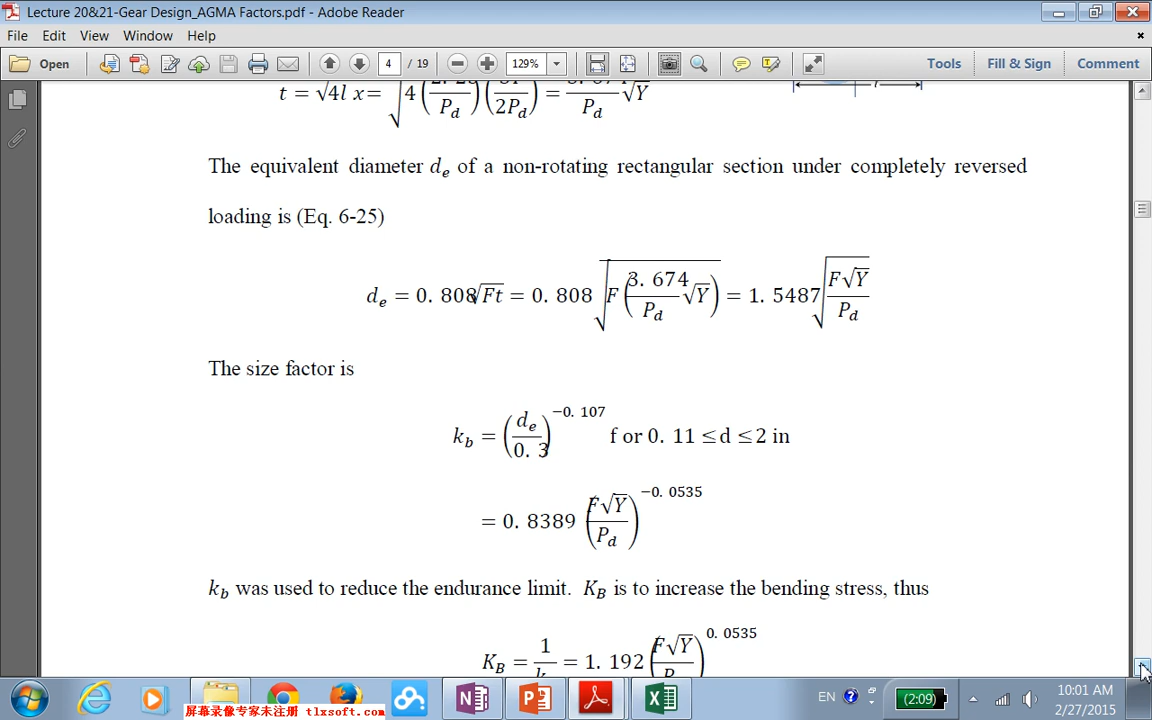 Lecture 20&21-Gear Design_AGMA Factors.pdf - Adobe Reader
File Edit View Window Help
Open 4 / 19 129% Tools Fill & Sign Comment
t = √4l x=
4
P_d
2P_d
=
P_d
√Y
The equivalent diameter d_e of a non-rotating rectangular section under completely reversed
loading is (Eq. 6-25)
d_e = 0. 808√Ft = 0. 808 √(F (3. 674/P_d √Y)) = 1. 5487 √(F√Y/P_d)
The size factor is
k_b = (d_e/0. 3)^−0. 107 f or 0. 11 ≤d ≤2 in
= 0. 8389 (F√Y/P_d)^−0. 0535
k_b was used to reduce the endurance limit. K_B is to increase the bending stress, thus
K_B = 1/k = 1. 192 (F√Y/P)^0. 0535
EN (2:09) 10:01 AM
2/27/2015
屏幕录像专家未注册 tlxsoft.com